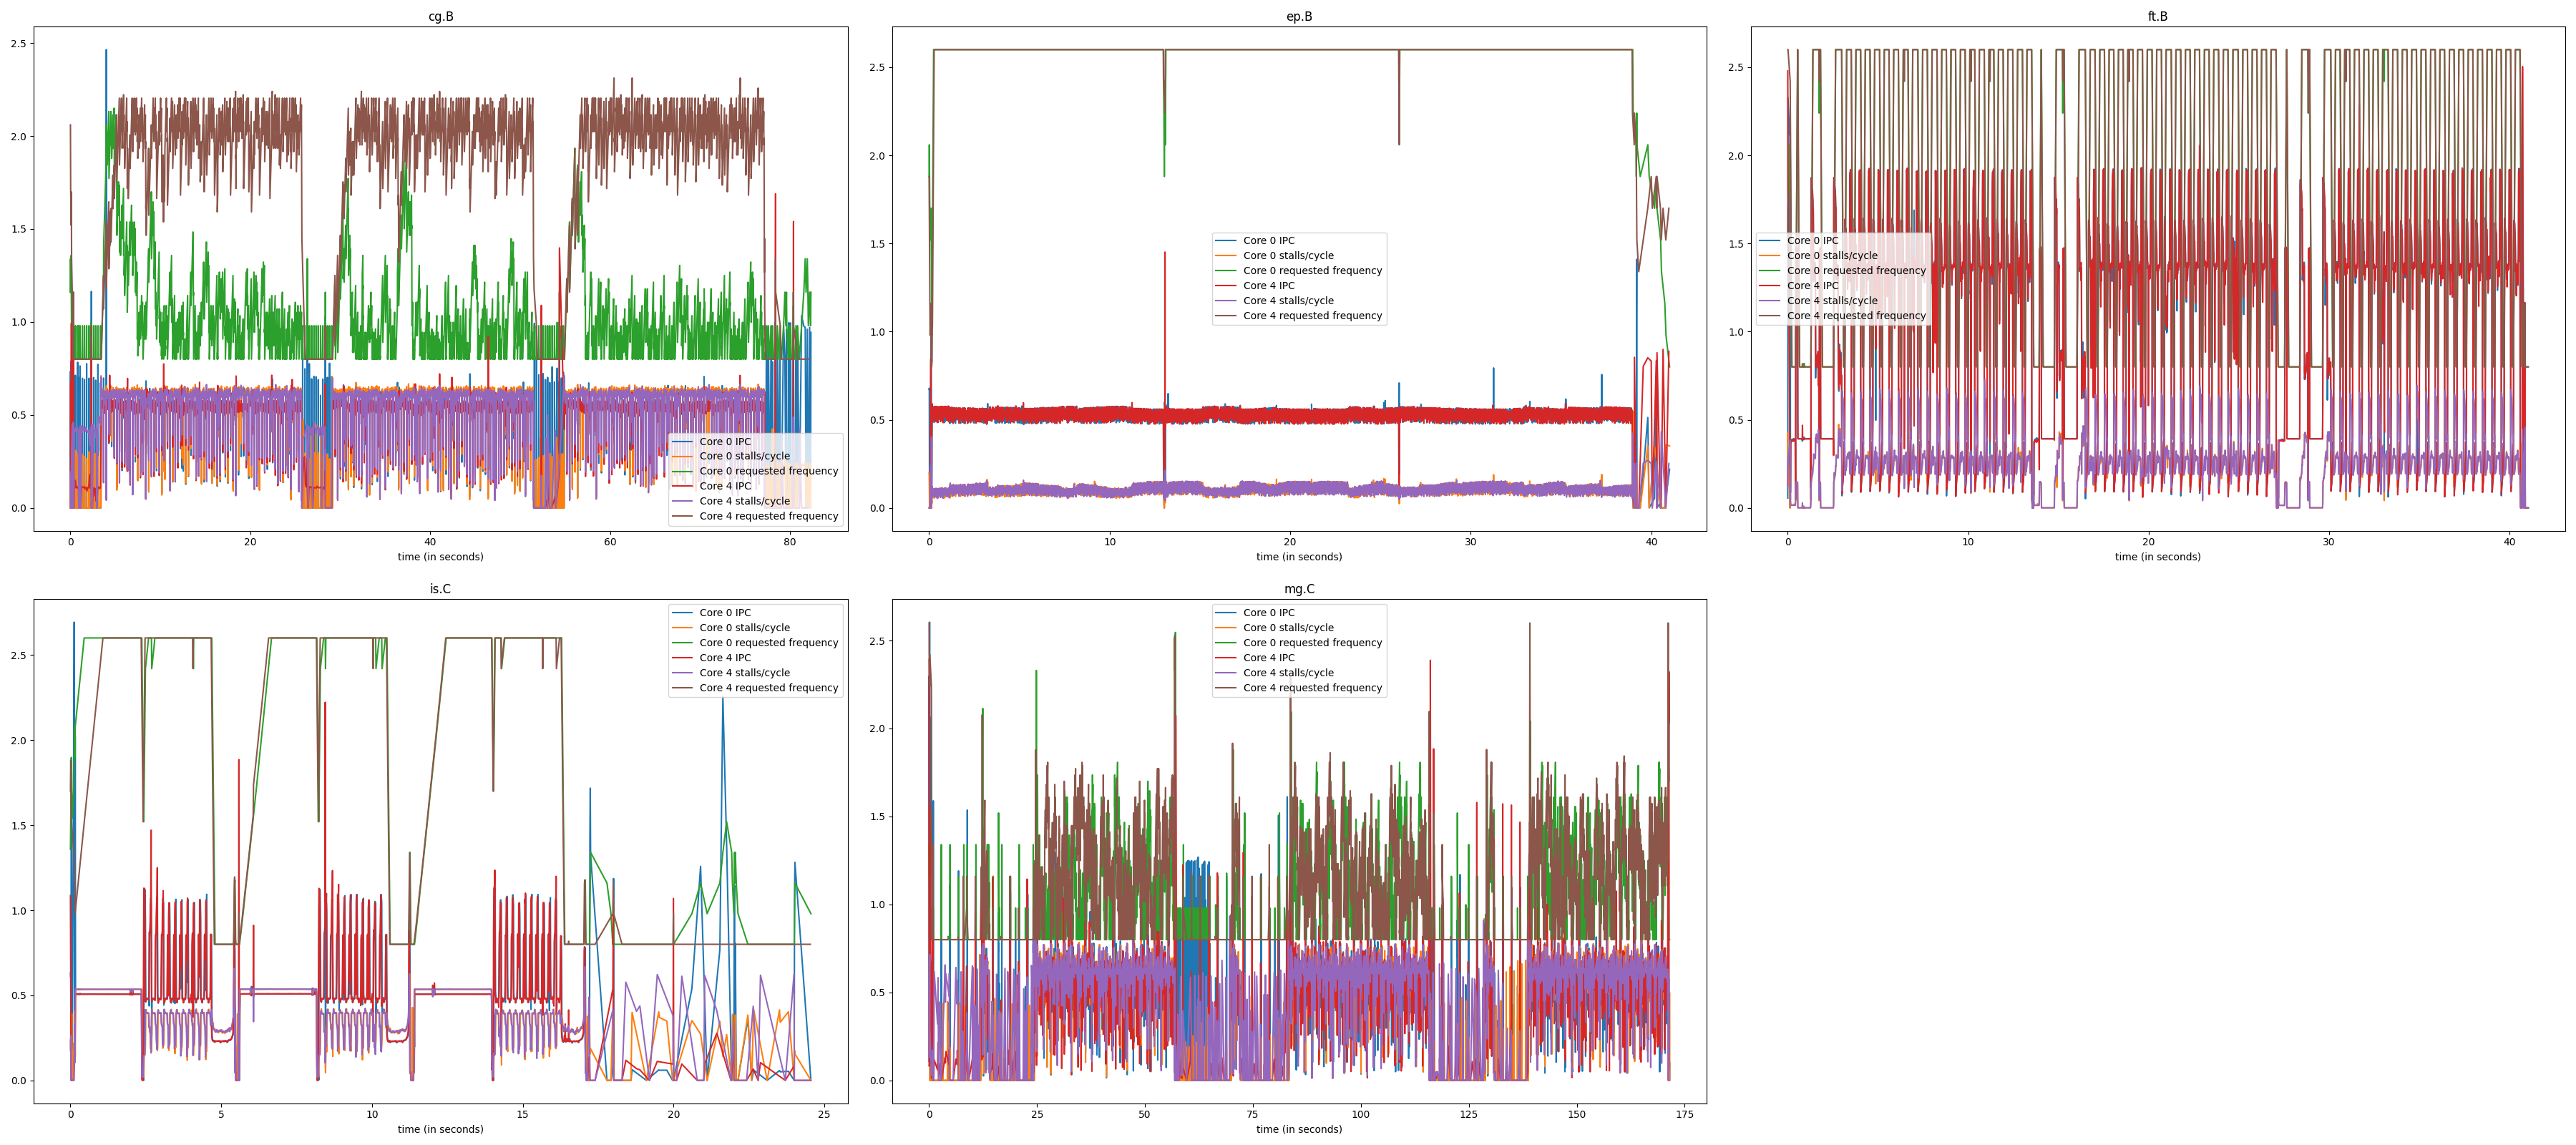 cg.B
2.5
2.0
1.5
1.0
0.5
0.0
Core 0 IPC
Core 0 stalls/cycle
Core 0 requested frequency
Core 4 IPC
Core 4 stalls/cycle
Core 4 requested frequency
0 20 40 60 80
time (in seconds)
ep.B
2.5
2.0
1.5
1.0
0.5
0.0
Core 0 IPC
Core 0 stalls/cycle
Core 0 requested frequency
Core 4 IPC
Core 4 stalls/cycle
Core 4 requested frequency
0 10 20 30 40
time (in seconds)
ft.B
2.5
2.0
1.5
1.0
0.5
0.0
Core 0 IPC
Core 0 stalls/cycle
Core 0 requested frequency
Core 4 IPC
Core 4 stalls/cycle
Core 4 requested frequency
0 10 20 30 40
time (in seconds)
is.C
2.5
2.0
1.5
1.0
0.5
0.0
Core 0 IPC
Core 0 stalls/cycle
Core 0 requested frequency
Core 4 IPC
Core 4 stalls/cycle
Core 4 requested frequency
0 5 10 15 20 25
time (in seconds)
mg.C
2.5
2.0
1.5
1.0
0.5
0.0
Core 0 IPC
Core 0 stalls/cycle
Core 0 requested frequency
Core 4 IPC
Core 4 stalls/cycle
Core 4 requested frequency
0 25 50 75 100 125 150 175
time (in seconds)